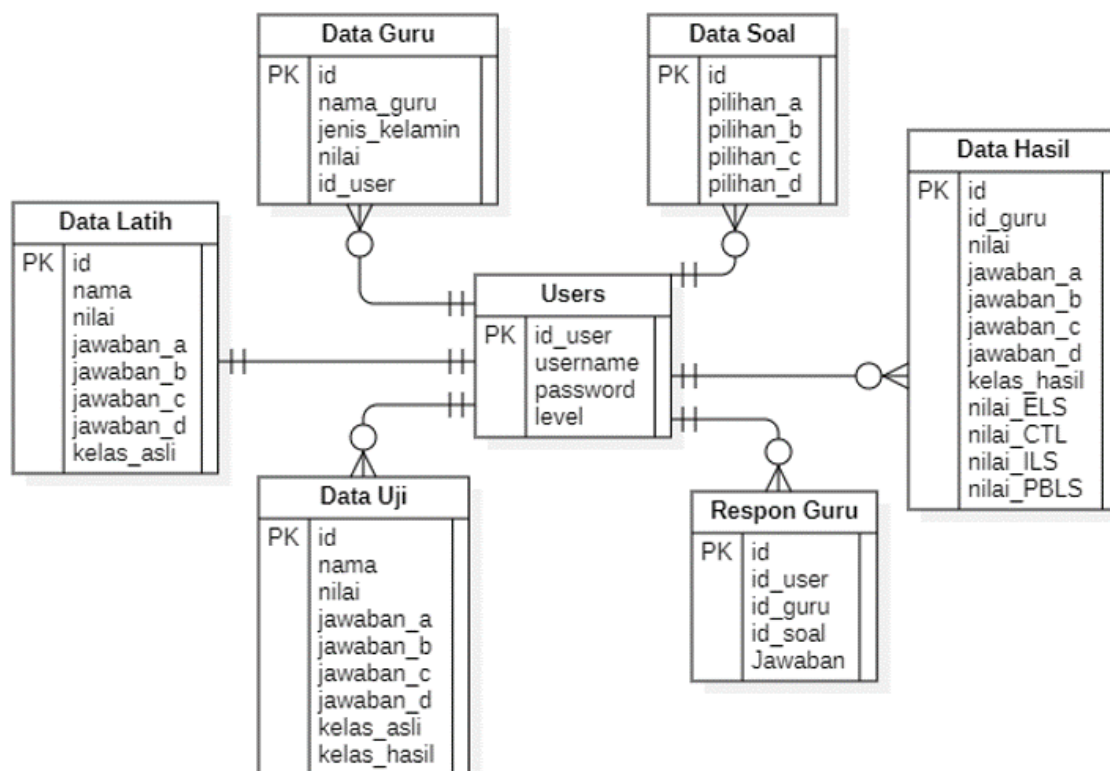 Data Guru
PK id
nama_guru
jenis_kelamin
nilai
id_user
Data Soal
PK id
pilihan_a
pilihan_b
pilihan_c
pilihan_d
Data Hasil
PK id
id_guru
nilai
jawaban_a
jawaban_b
jawaban_c
jawaban_d
kelas_hasil
nilai_ELS
nilai_CTL
nilai_ILS
nilai_PBLS
Data Latih
PK id
nama
nilai
jawaban_a
jawaban_b
jawaban_c
jawaban_d
kelas_asli
Users
PK id_user
username
password
level
Data Uji
PK id
nama
nilai
jawaban_a
jawaban_b
jawaban_c
jawaban_d
kelas_asli
kelas_hasil
Respon Guru
PK id
id_user
id_guru
id_soal
Jawaban